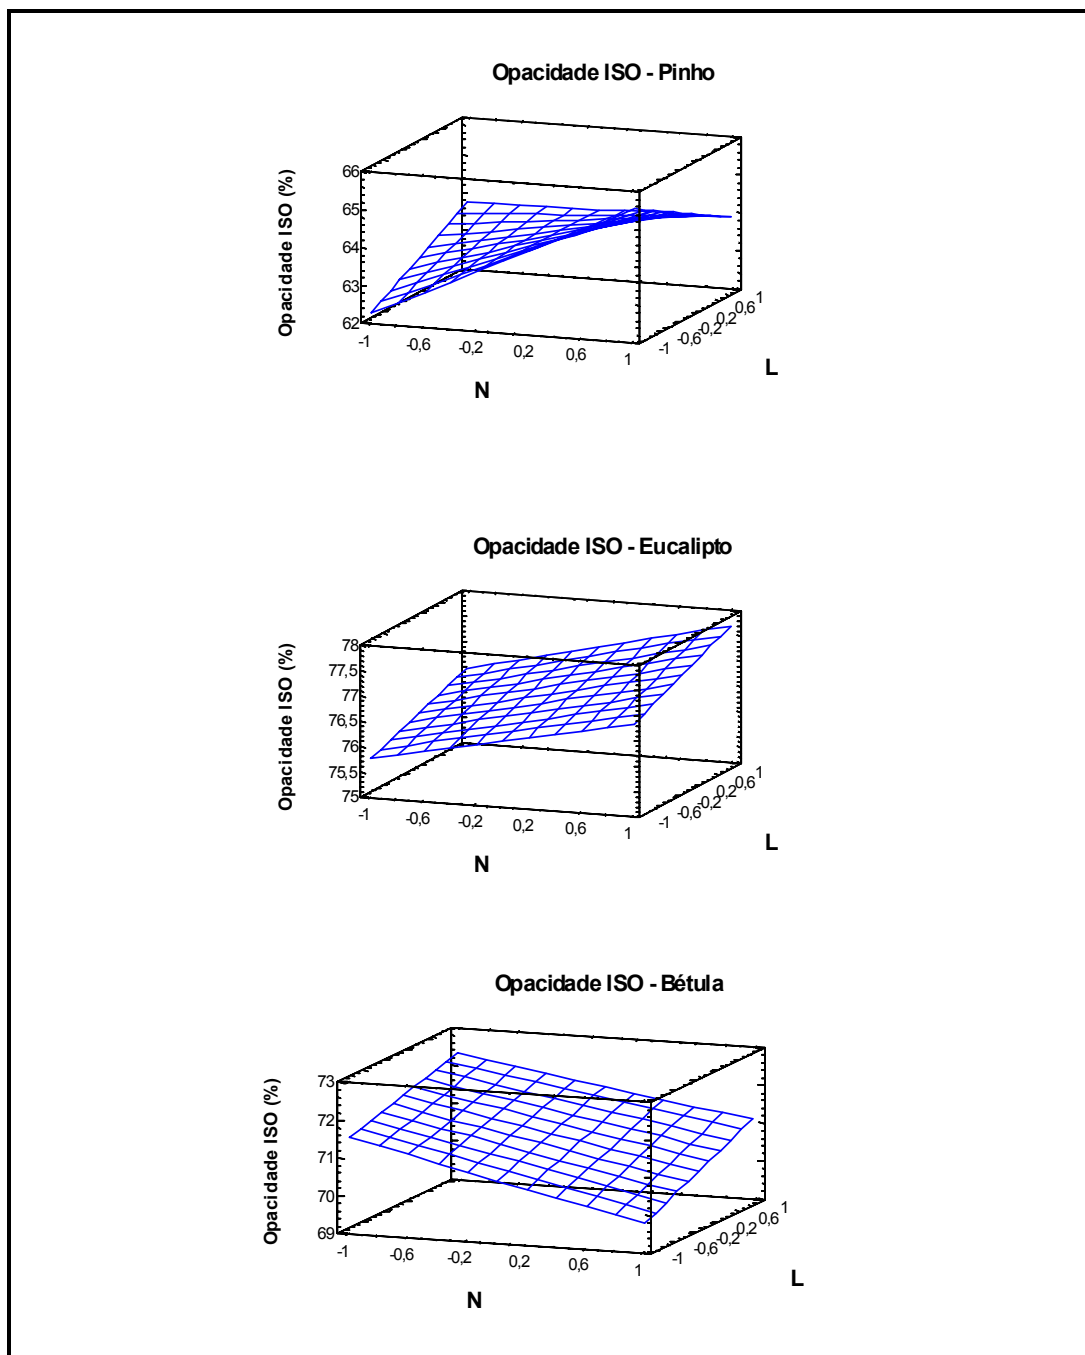 Opacidade ISO - Pinho
Opacidade ISO (%)
66
65
64
63
62
-1 -0,6 -0,2 0,2 0,6 1
N
-1 -0,6 -0,2 0,2 0,6 1
L
Opacidade ISO - Eucalipto
Opacidade ISO (%)
78
77,5
77
76,5
76
75,5
75
-1 -0,6 -0,2 0,2 0,6 1
N
-1 -0,6 -0,2 0,2 0,6 1
L
Opacidade ISO - Bétula
Opacidade ISO (%)
73
72
71
70
69
-1 -0,6 -0,2 0,2 0,6 1
N
-1 -0,6 -0,2 0,2 0,6 1
L